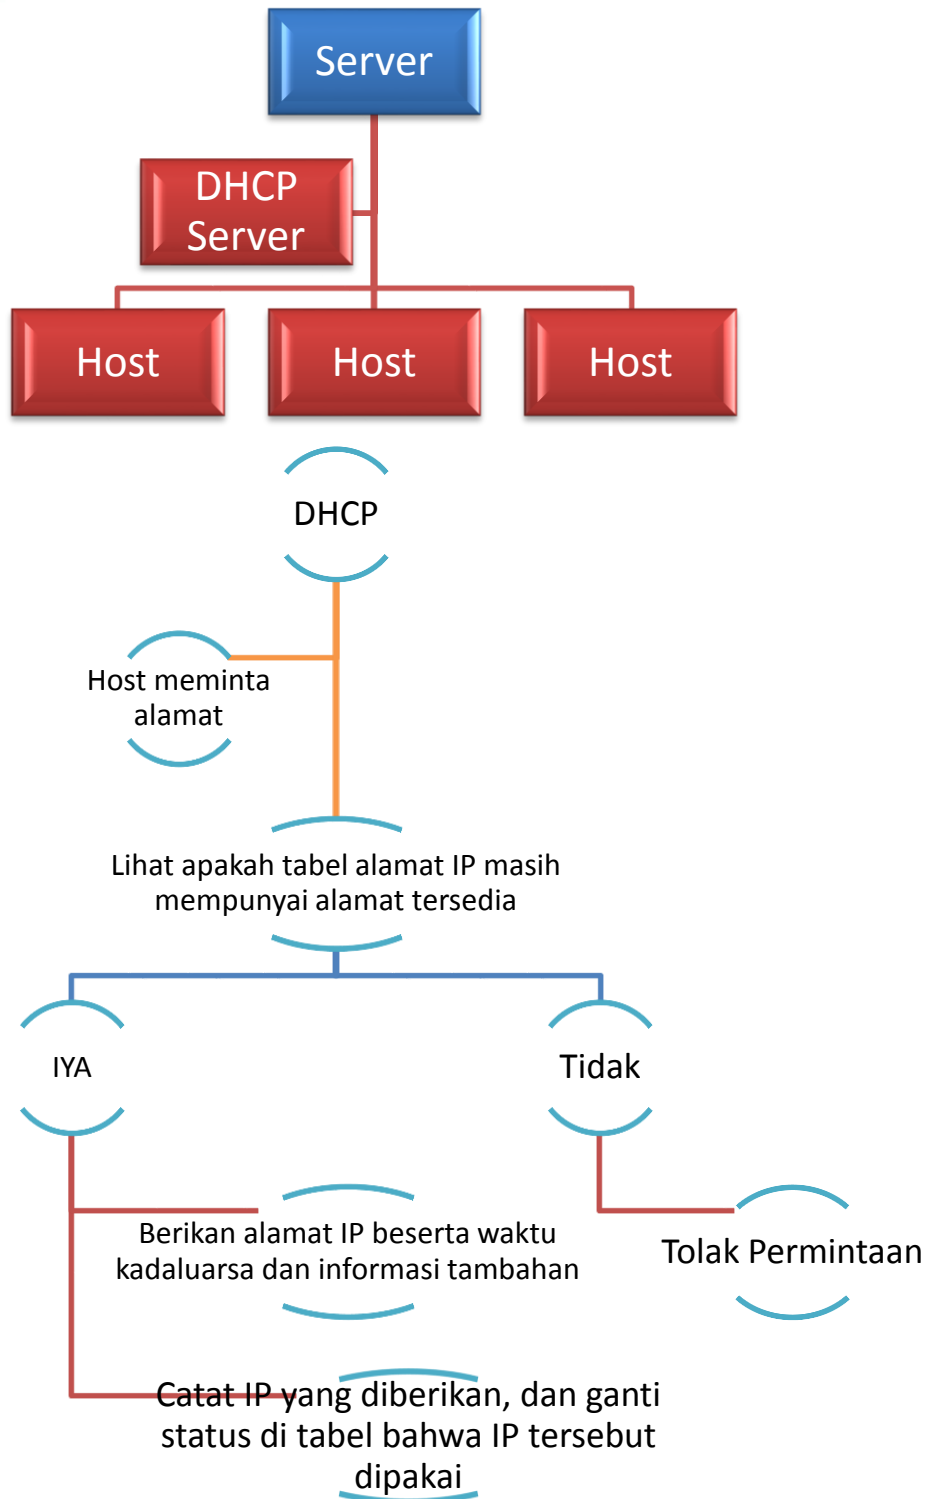 Server
DHCP
Server
Host
Host
Host
DHCP
Host meminta
alamat
Lihat apakah tabel alamat IP masih
mempunyai alamat tersedia
IYA
Tidak
Berikan alamat IP beserta waktu
kadaluarsa dan informasi tambahan
Tolak Permintaan
Catat IP yang diberikan, dan ganti
status di tabel bahwa IP tersebut
dipakai